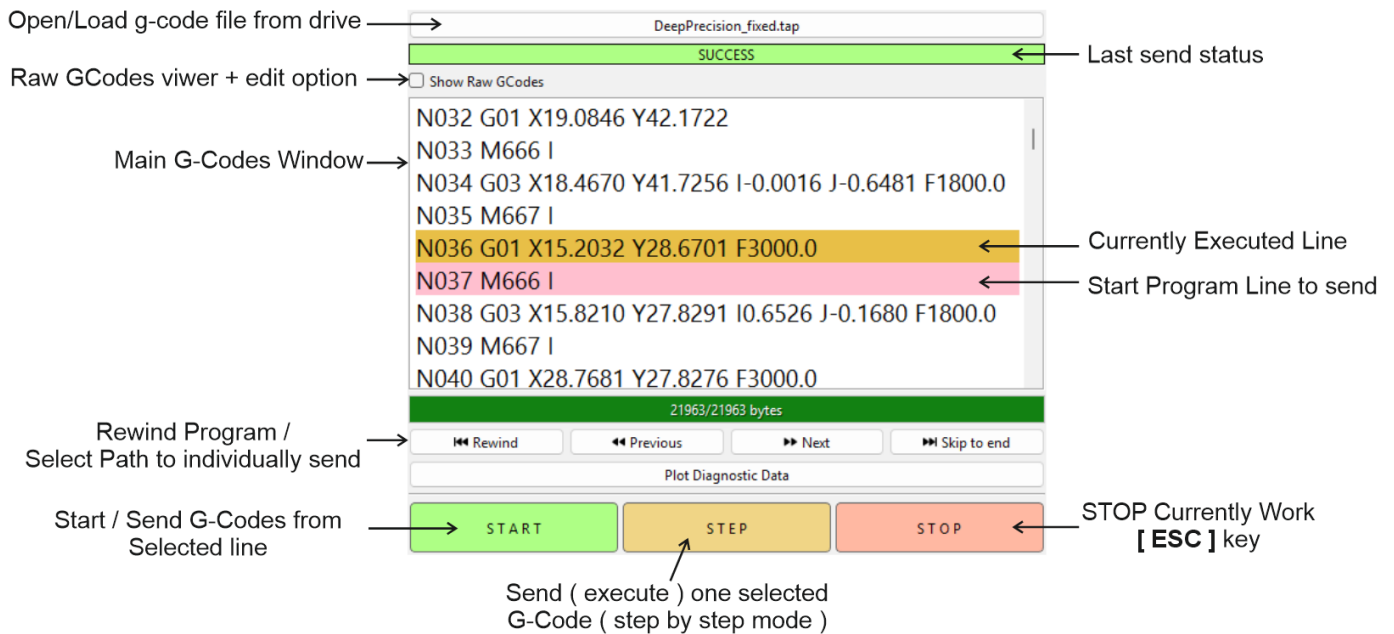 Open/Load g-code file from drive
DeepPrecision_fixed.tap
SUCCESS
Last send status
Raw GCodes viwer + edit option
Show Raw GCodes
N032 G01 X19.0846 Y42.1722
N033 M666 I
Main G-Codes Window
N034 G03 X18.4670 Y41.7256 I-0.0016 J-0.6481 F1800.0
N035 M667 I
N036 G01 X15.2032 Y28.6701 F3000.0
Currently Executed Line
N037 M666 I
Start Program Line to send
N038 G03 X15.8210 Y27.8291 I0.6526 J-0.1680 F1800.0
N039 M667 I
N040 G01 X28.7681 Y27.8276 F3000.0
21963/21963 bytes
Rewind Program /
Select Path to individually send
Rewind
Previous
Next
Skip to end
Plot Diagnostic Data
Start / Send G-Codes from
Selected line
START
STEP
STOP
STOP Currently Work
[ ESC ] key
Send ( execute ) one selected
G-Code ( step by step mode )